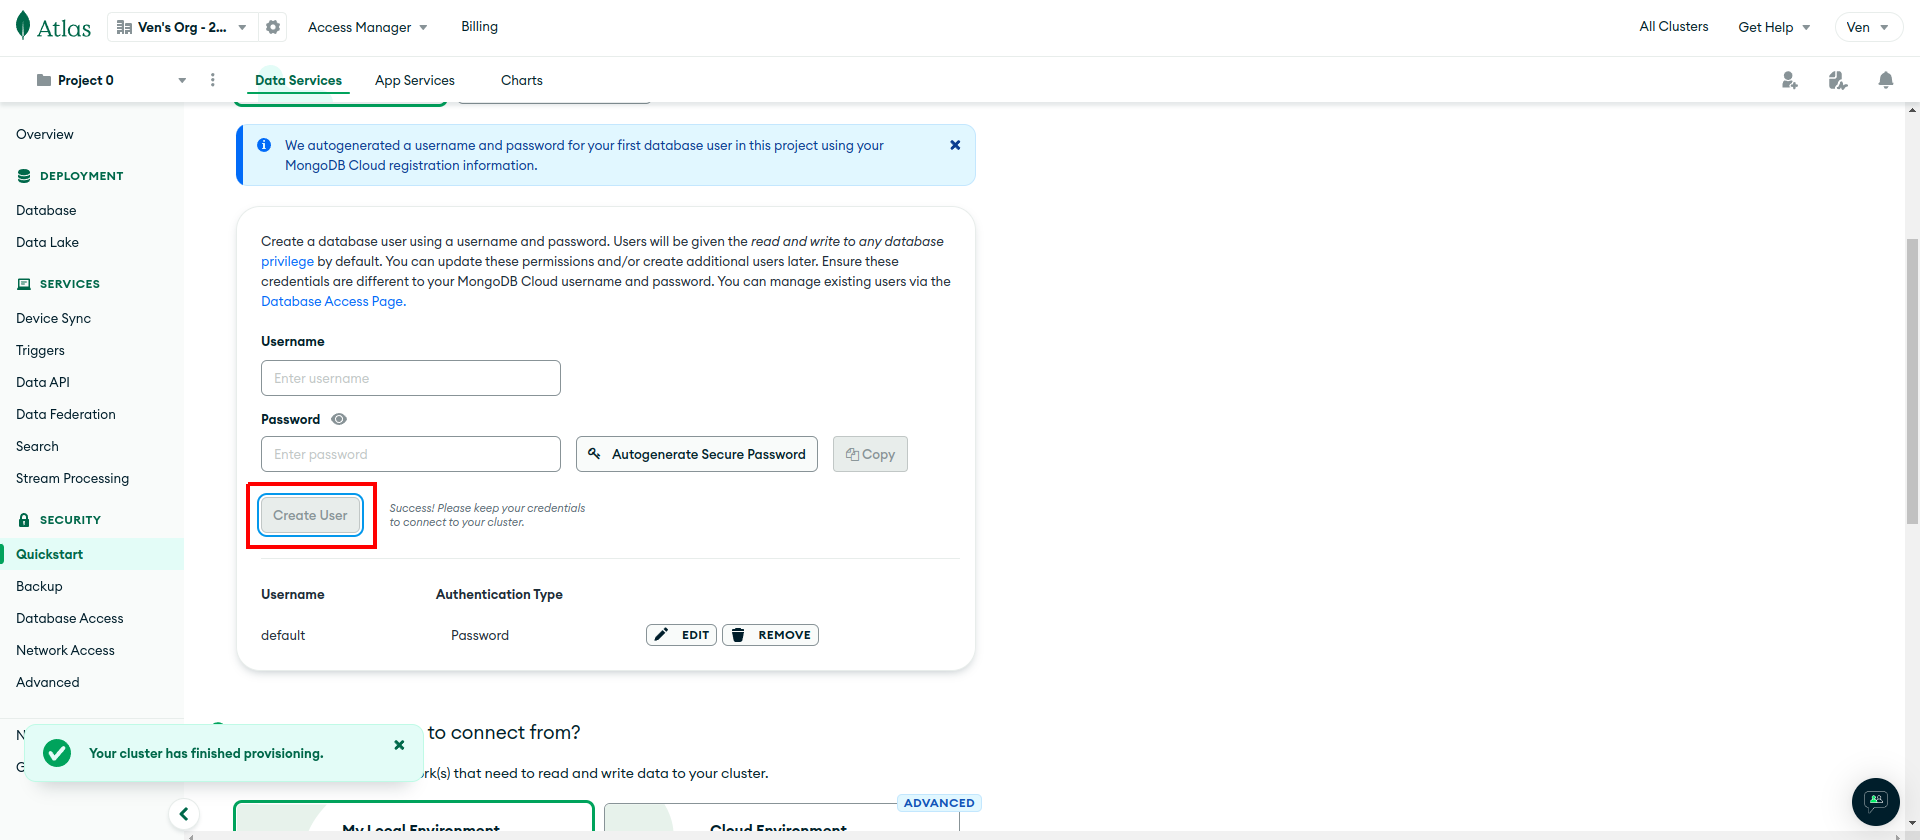 Atlas
Ven's Org - 2...
Access Manager
Billing
All Clusters
Get Help
Ven
Project 0
Data Services
App Services
Charts
Overview
DEPLOYMENT
Database
Data Lake
SERVICES
Device Sync
Triggers
Data API
Data Federation
Search
Stream Processing
SECURITY
Quickstart
Backup
Database Access
Network Access
Advanced
N
G
We autogenerated a username and password for your first database user in this project using your
MongoDB Cloud registration information.
Create a database user using a username and password. Users will be given the read and write to any database
privilege by default. You can update these permissions and/or create additional users later. Ensure these
credentials are different to your MongoDB Cloud username and password. You can manage existing users via the
Database Access Page.
Username
Enter username
Password
Enter password
Autogenerate Secure Password
Copy
Create User
Success! Please keep your credentials
to connect to your cluster.
Username Authentication Type
default Password EDIT REMOVE
to connect from?
Your cluster has finished provisioning.
rk(s) that need to read and write data to your cluster.
ADVANCED
My Local Environment
Cloud Environment